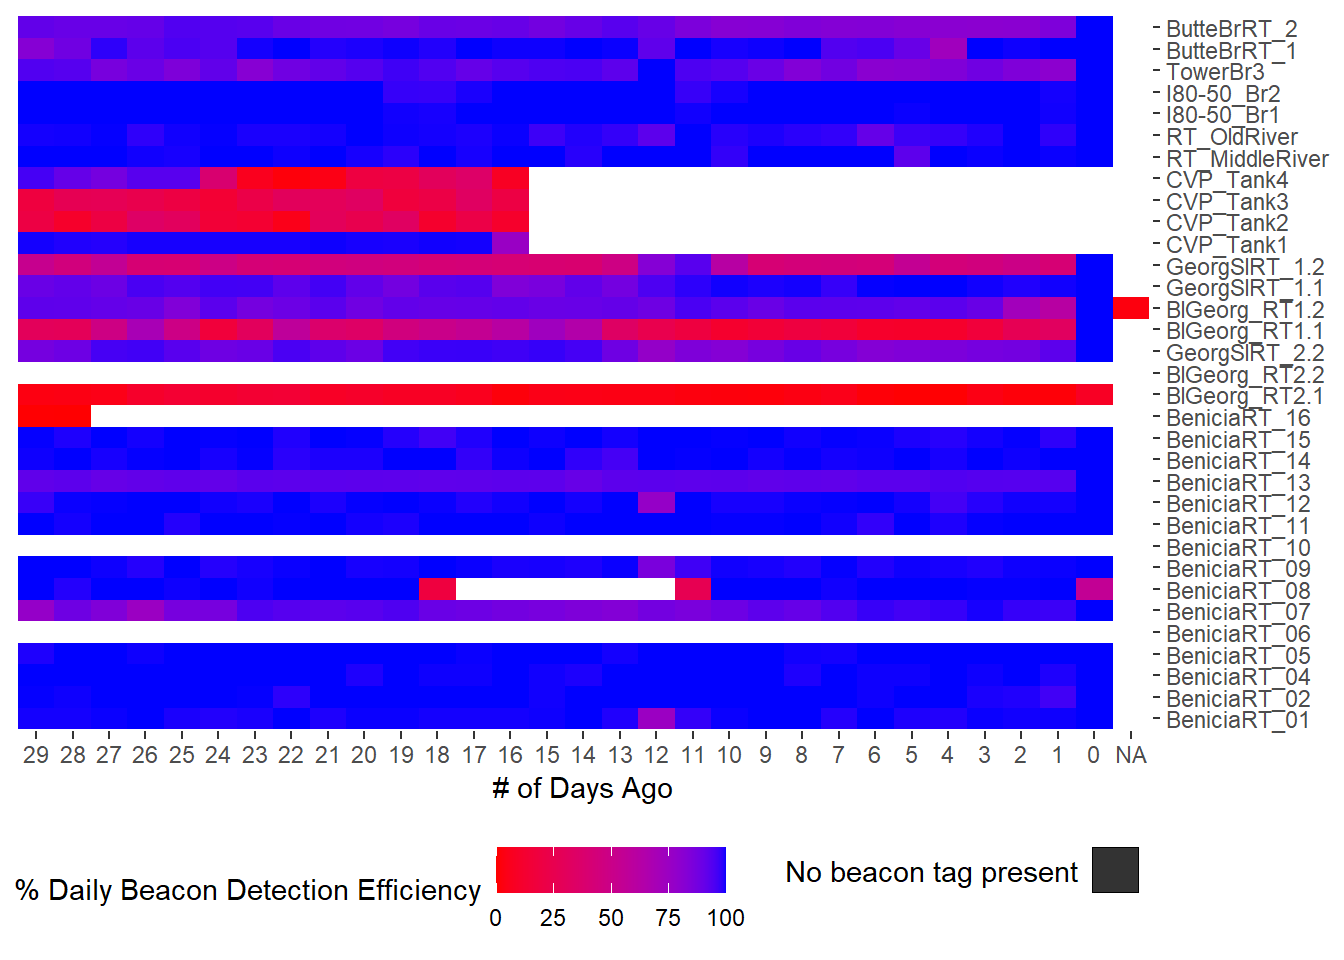 ButteBrRT_2
ButteBrRT_1
TowerBr3
I80-50_Br2
I80-50_Br1
RT_OldRiver
RT_MiddleRiver
CVP_Tank4
CVP_Tank3
CVP_Tank2
CVP_Tank1
GeorgSlRT_1.2
GeorgSlRT_1.1
BlGeorg_RT1.2
BlGeorg_RT1.1
GeorgSlRT_2.2
BlGeorg_RT2.2
BlGeorg_RT2.1
BeniciaRT_16
BeniciaRT_15
BeniciaRT_14
BeniciaRT_13
BeniciaRT_12
BeniciaRT_11
BeniciaRT_10
BeniciaRT_09
BeniciaRT_08
BeniciaRT_07
BeniciaRT_06
BeniciaRT_05
BeniciaRT_04
BeniciaRT_02
BeniciaRT_01
29 28 27 26 25 24 23 22 21 20 19 18 17 16 15 14 13 12 11 10 9 8 7 6 5 4 3 2 1 0 NA
# of Days Ago
% Daily Beacon Detection Efficiency
0 25 50 75 100
No beacon tag present